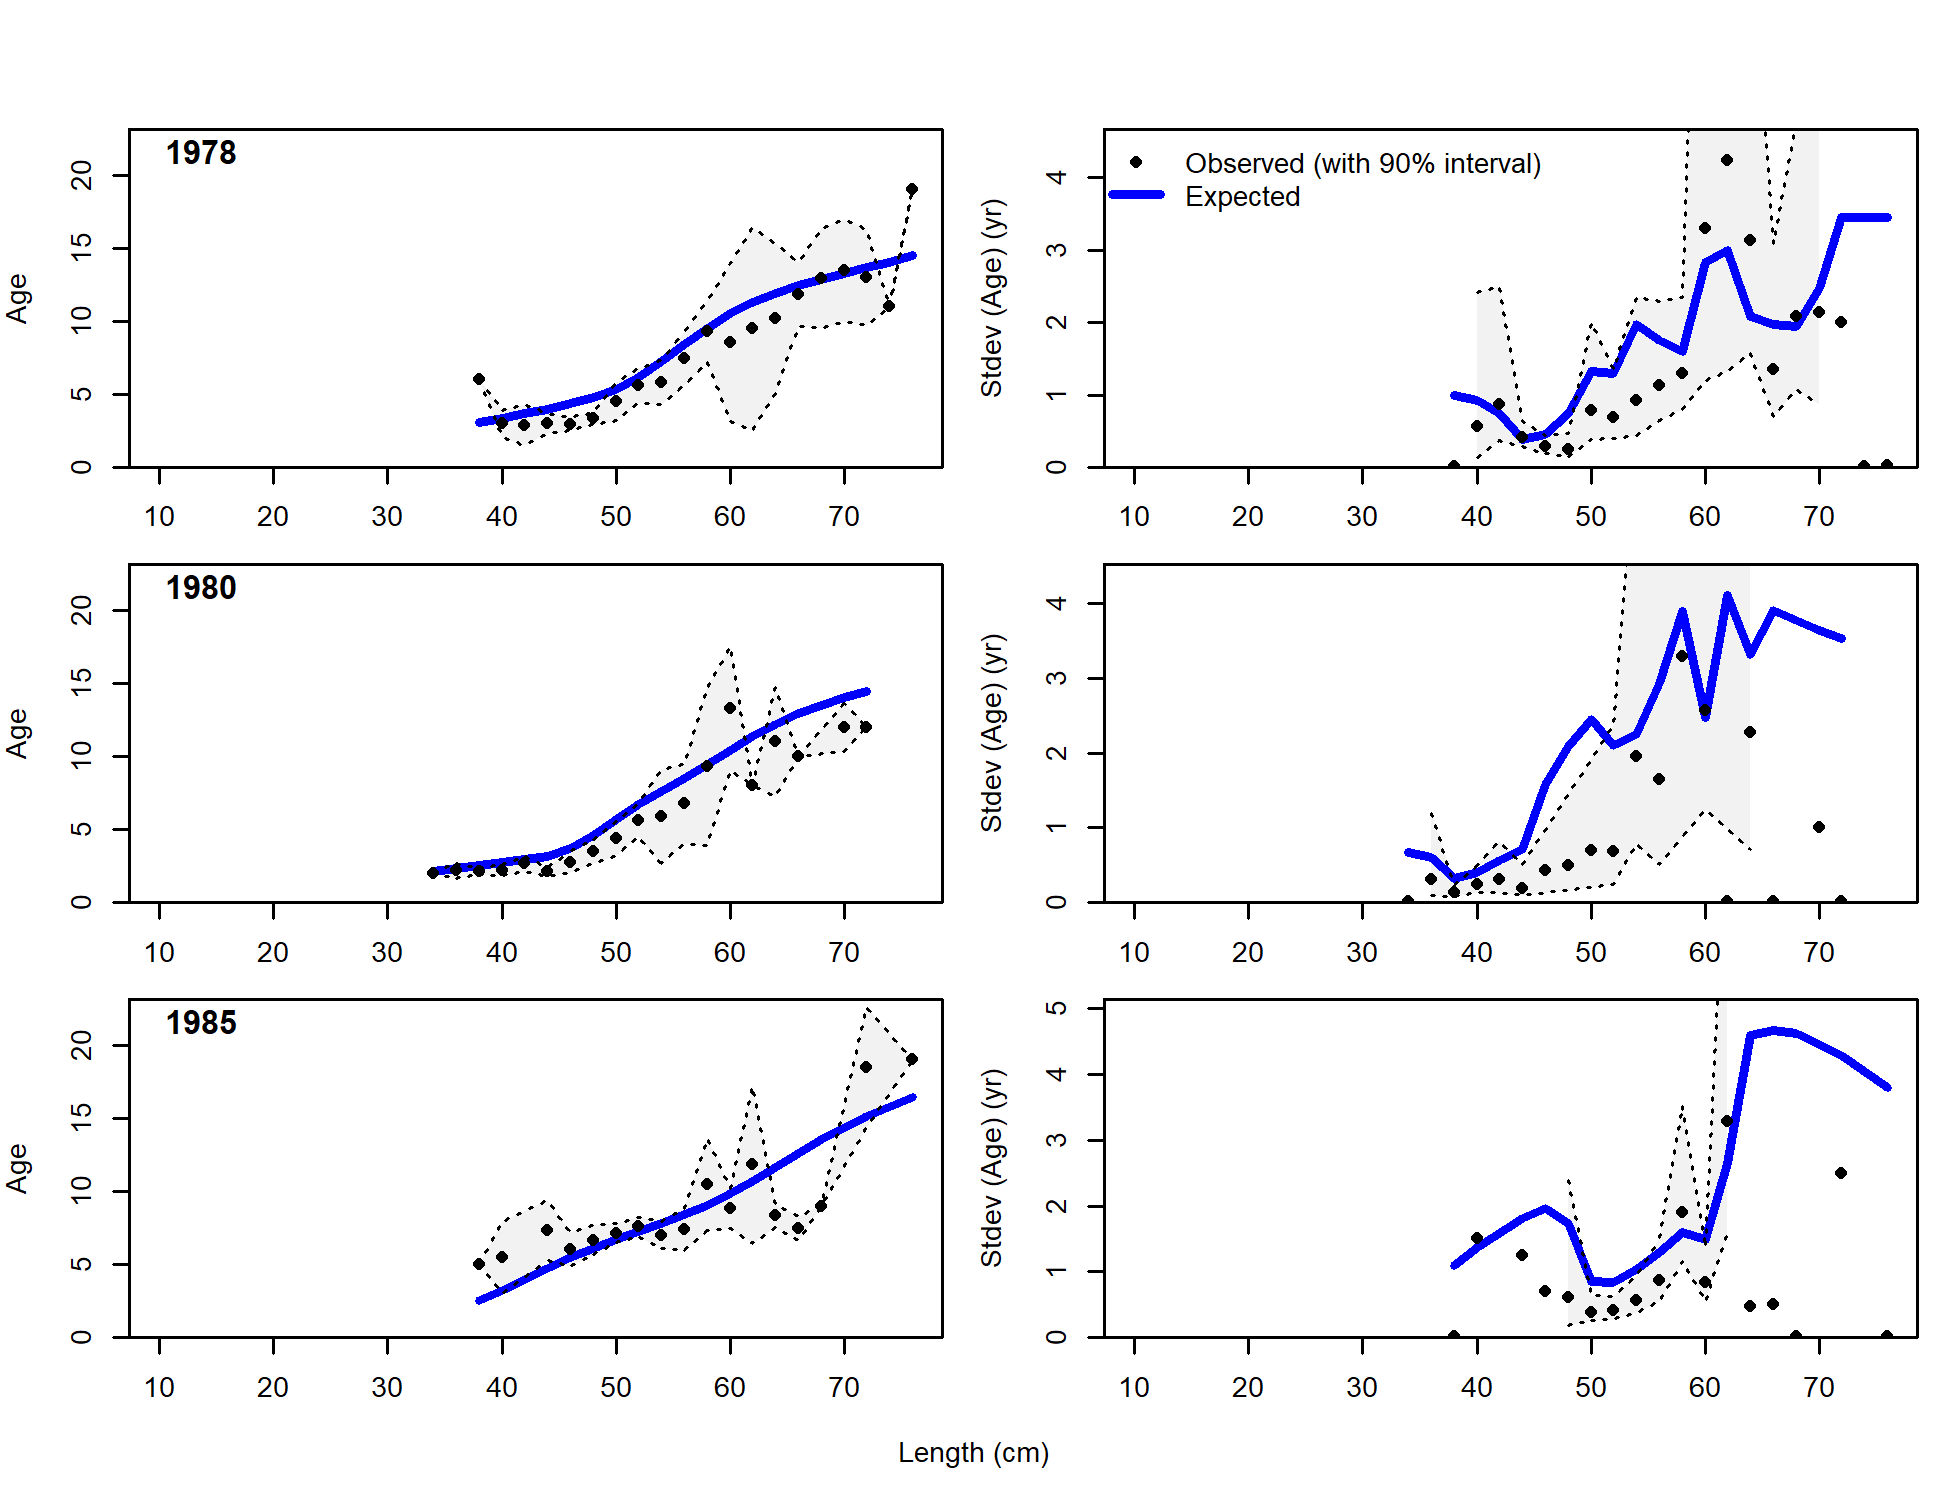 1978
Age
0 5 10 15 20
10 20 30 40 50 60 70
Observed (with 90% interval)
Expected
Stdev (Age) (yr)
0 1 2 3 4
10 20 30 40 50 60 70
1980
Age
0 5 10 15 20
10 20 30 40 50 60 70
Stdev (Age) (yr)
0 1 2 3 4
10 20 30 40 50 60 70
1985
Age
0 5 10 15 20
10 20 30 40 50 60 70
Stdev (Age) (yr)
0 1 2 3 4 5
10 20 30 40 50 60 70
Length (cm)